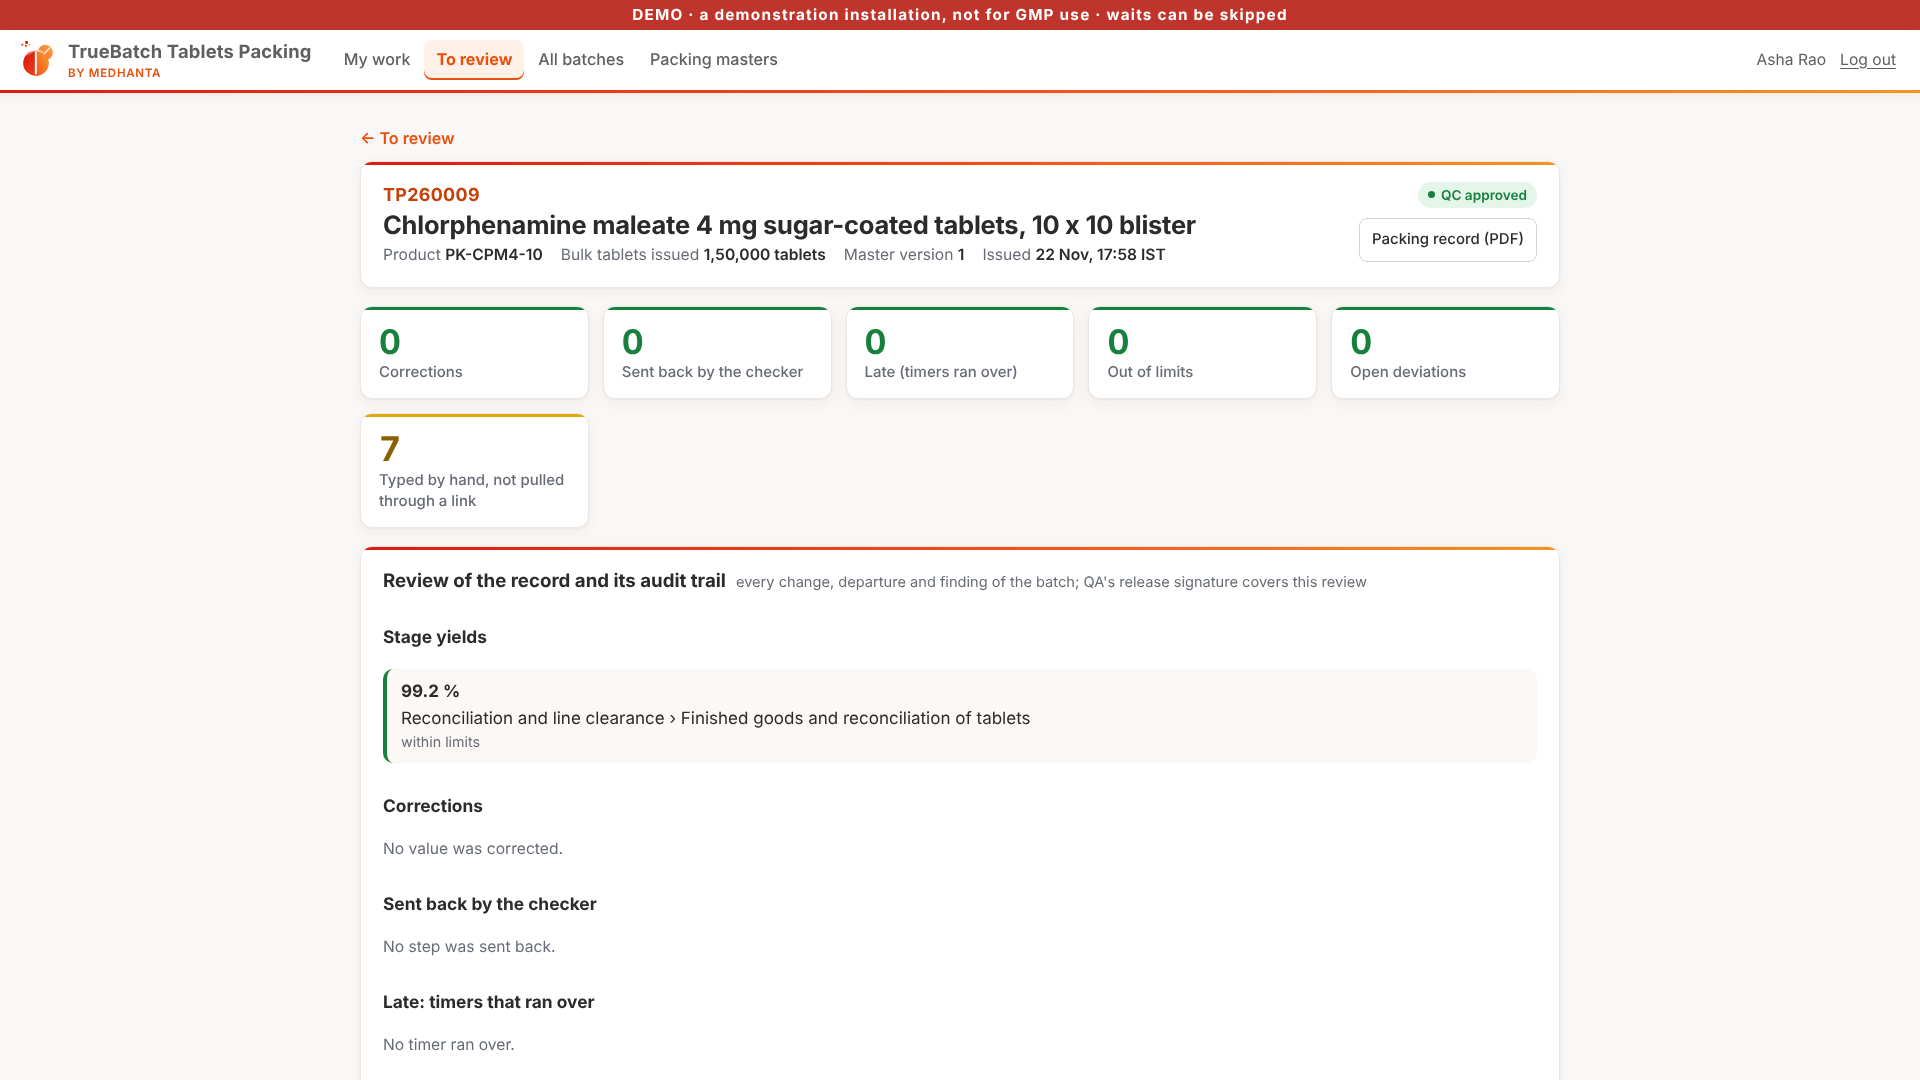 DEMO · a demonstration installation, not for GMP use · waits can be skipped
TrueBatch Tablets Packing
BY MEDHANTA
My work
To review
All batches
Packing masters
Asha Rao
Log out
← To review
TP260009
QC approved
Chlorphenamine maleate 4 mg sugar-coated tablets, 10 x 10 blister
Packing record (PDF)
Product PK-CPM4-10 Bulk tablets issued 1,50,000 tablets Master version 1 Issued 22 Nov, 17:58 IST
0
Corrections
0
Sent back by the checker
0
Late (timers ran over)
0
Out of limits
0
Open deviations
7
Typed by hand, not pulled
through a link
Review of the record and its audit trail every change, departure and finding of the batch; QA's release signature covers this review
Stage yields
99.2 %
Reconciliation and line clearance › Finished goods and reconciliation of tablets
within limits
Corrections
No value was corrected.
Sent back by the checker
No step was sent back.
Late: timers that ran over
No timer ran over.